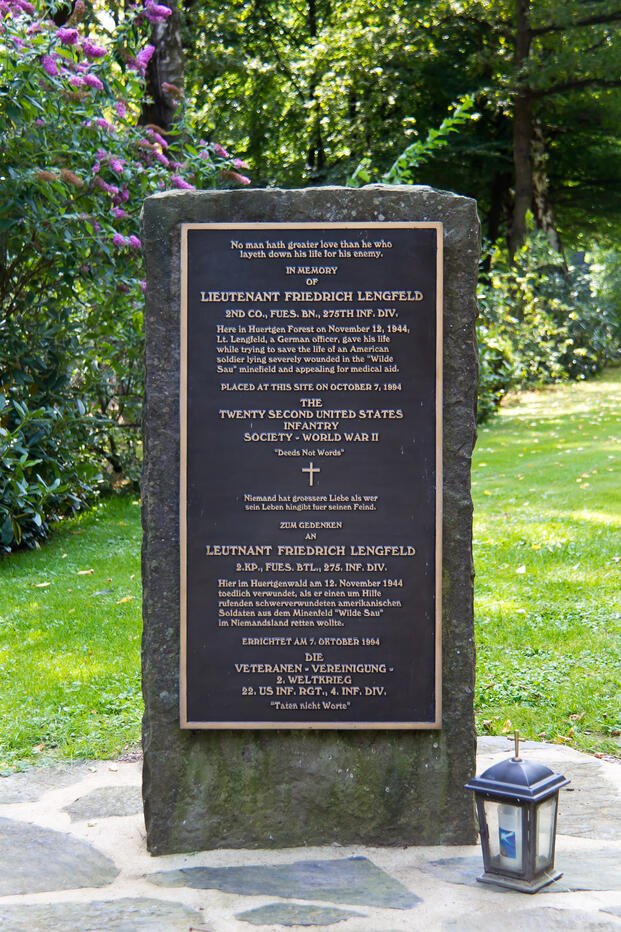 No man hath greater love than he who
layeth down his life for his enemy.
IN MEMORY
OF
LIEUTENANT FRIEDRICH LENGFELD
2ND CO., FUES. BN., 275TH INF. DIV.
Here in Huertgen Forest on November 12, 1944,
Lt. Lengfeld, a German officer, gave his life
while trying to save the life of an American
soldier lying severely wounded in the "Wilde
Sau" minefield and appealing for medical aid.
PLACED AT THIS SITE ON OCTOBER 7, 1994
THE
TWENTY SECOND UNITED STATES
INFANTRY
SOCIETY - WORLD WAR II
"Deeds Not Words"
Niemand hat groessere Liebe als wer
sein Leben hingibt fuer seinen Feind.
ZUM GEDENKEN
AN
LEUTNANT FRIEDRICH LENGFELD
2.KP., FUES. BTL., 275. INF. DIV.
Hier im Huertgenwald am 12. November 1944
toedlich verwundet, als er einen um Hilfe
rufenden schwerverwundeten amerikanischen
Soldaten aus dem Minenfeld "Wilde Sau"
im Niemandsland retten wollte.
ERRICHTET AM 7. OKTOBER 1994
DIE
VETERANEN - VEREINIGUNG -
2. WELTKRIEG
22. US INF. RGT., 4. INF. DIV.
"Taten nicht Worte"